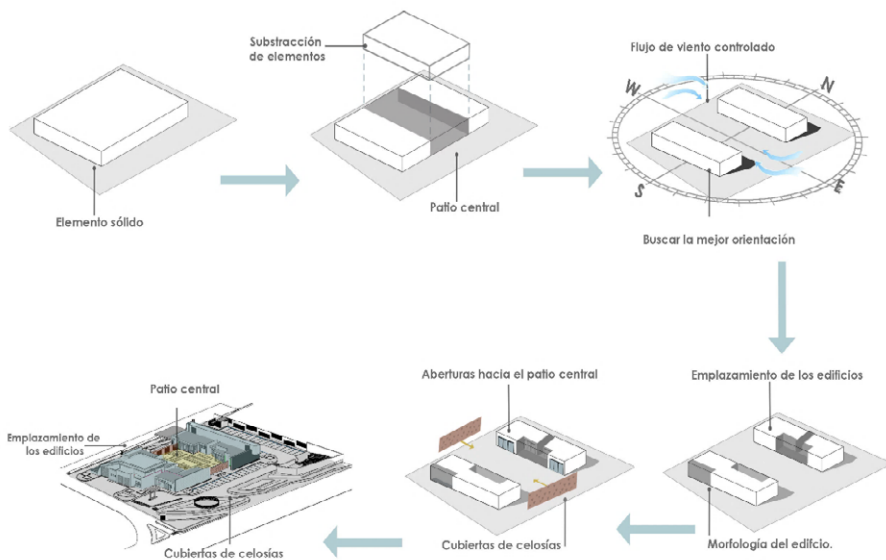 Elemento sólido
Substracción
de elementos
Patio central
Flujo de viento controlado
W
N
S
E
Buscar la mejor orientación
Emplazamiento de los edificios
Morfología del edifcio.
Aberturas hacia el patio central
Cubiertas de celosías
Patio central
Emplazamiento de
los edificios
Cubiertas de celosías